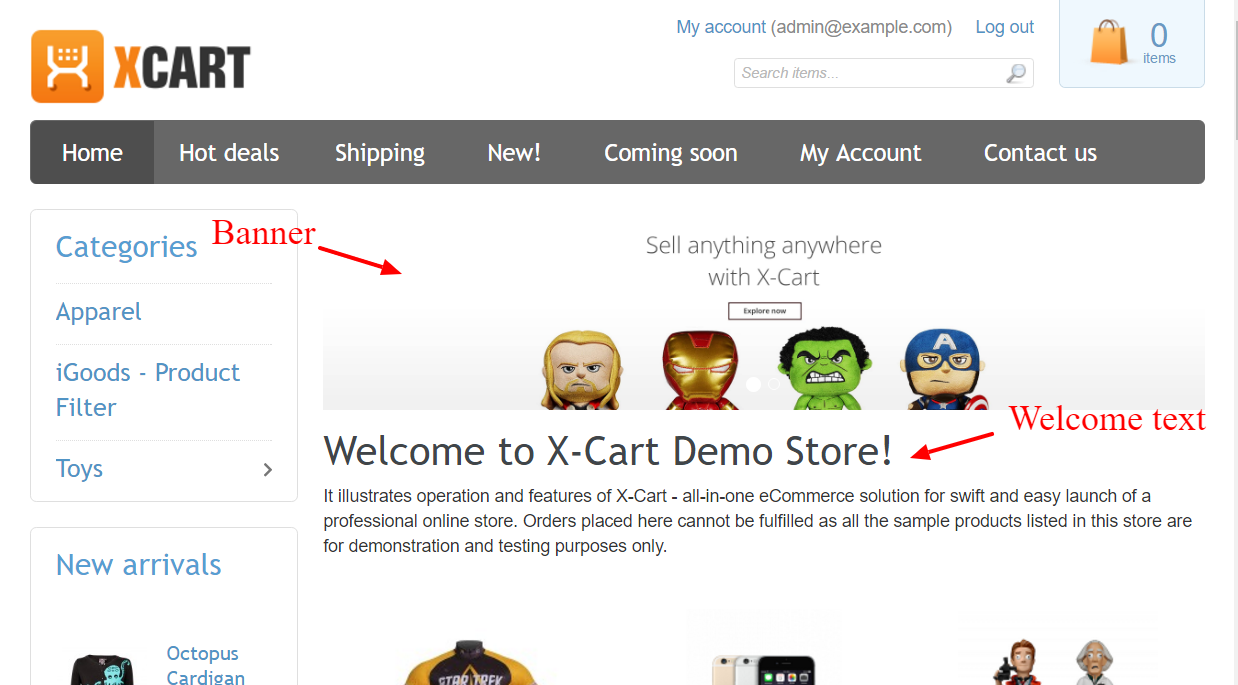 My account (admin@example.com) Log out
0
items
XCART
Search items...
Home Hot deals Shipping New! Coming soon My Account Contact us
Categories
Apparel
iGoods - Product
Filter
Toys
New arrivals
Octopus
Cardigan
Banner
Sell anything anywhere
with X-Cart
Explore now
A
Welcome text
Welcome to X-Cart Demo Store!
It illustrates operation and features of X-Cart - all-in-one eCommerce solution for swift and easy launch of a
professional online store. Orders placed here cannot be fulfilled as all the sample products listed in this store are
for demonstration and testing purposes only.
STAR TREK